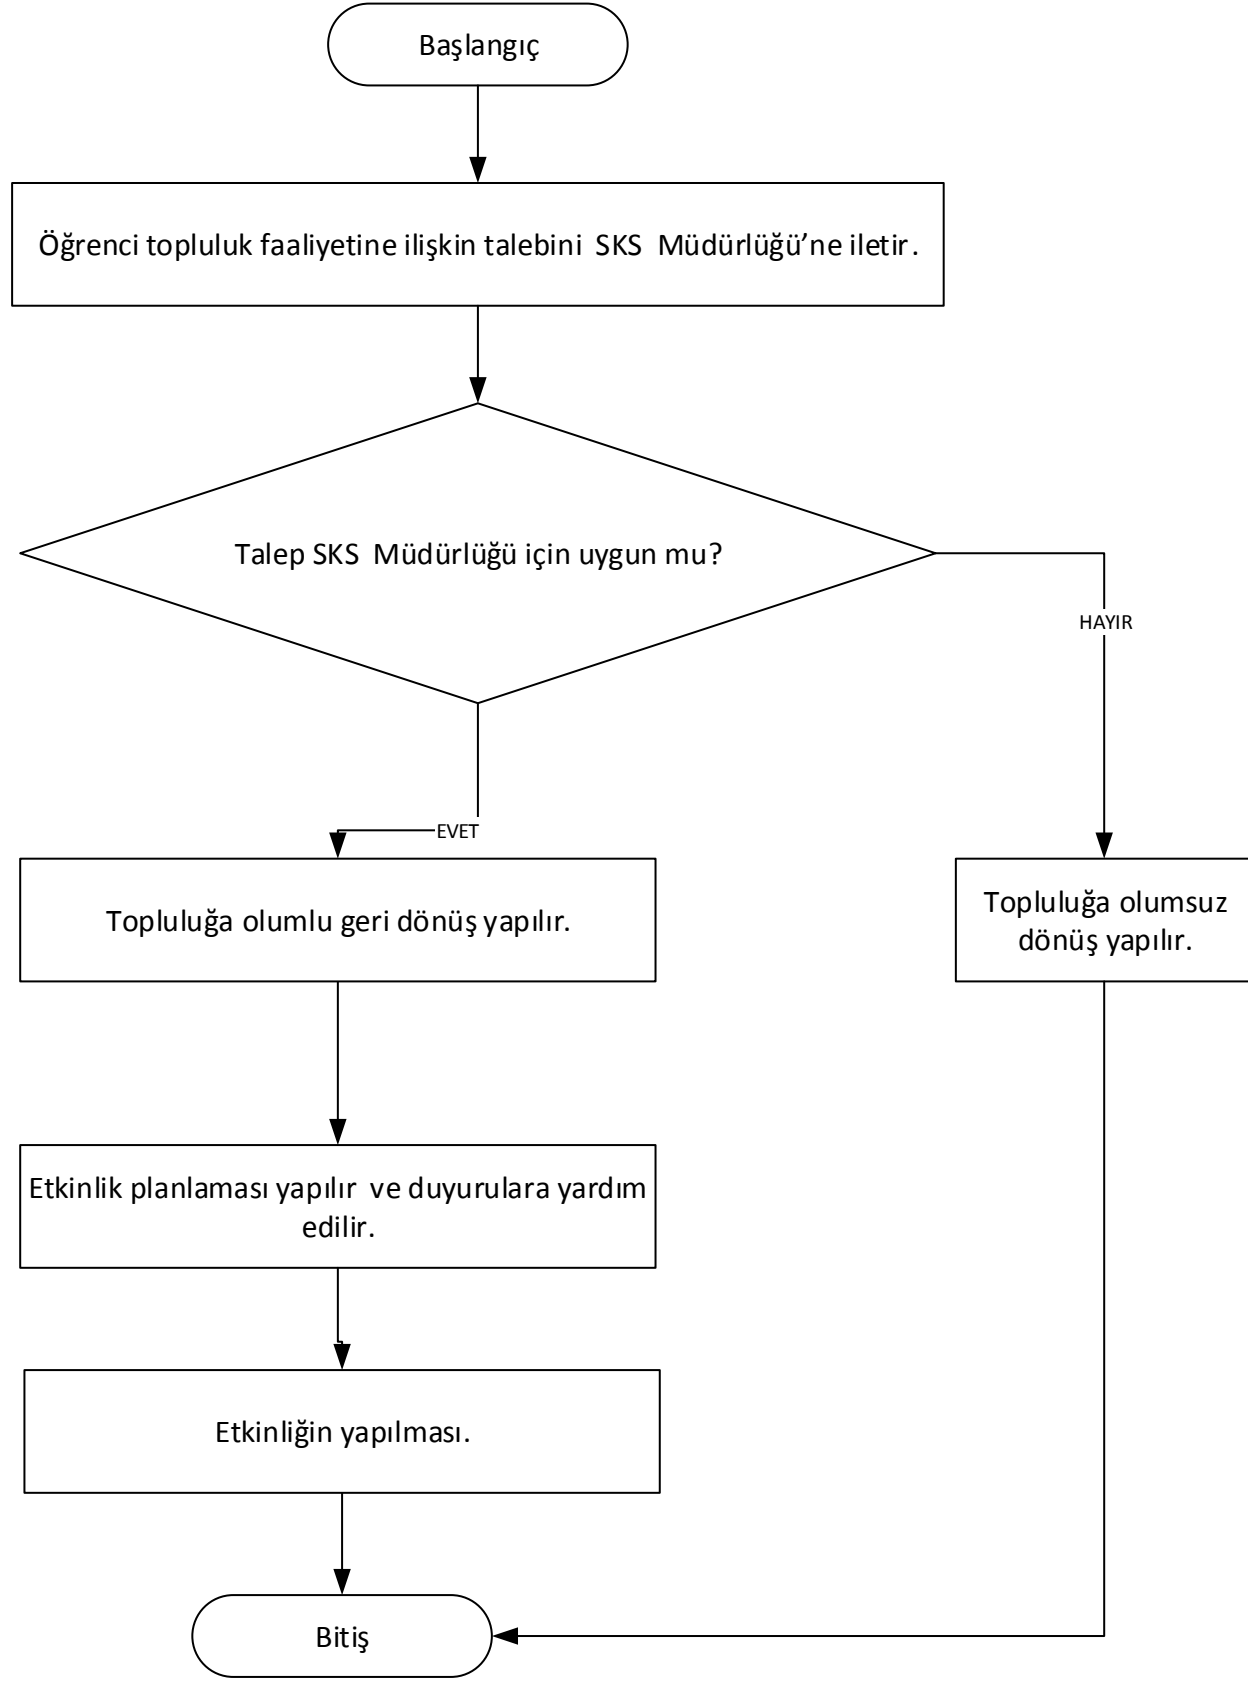 Başlangıç
Öğrenci topluluk faaliyetine ilişkin talebini SKS Müdürlüğü’ne iletir.
Talep SKS Müdürlüğü için uygun mu?
HAYIR
EVET
Topluluğa olumlu geri dönüş yapılır.
Topluluğa olumsuz
dönüş yapılır.
Etkinlik planlaması yapılır ve duyurulara yardım
edilir.
Etkinliğin yapılması.
Bitiş